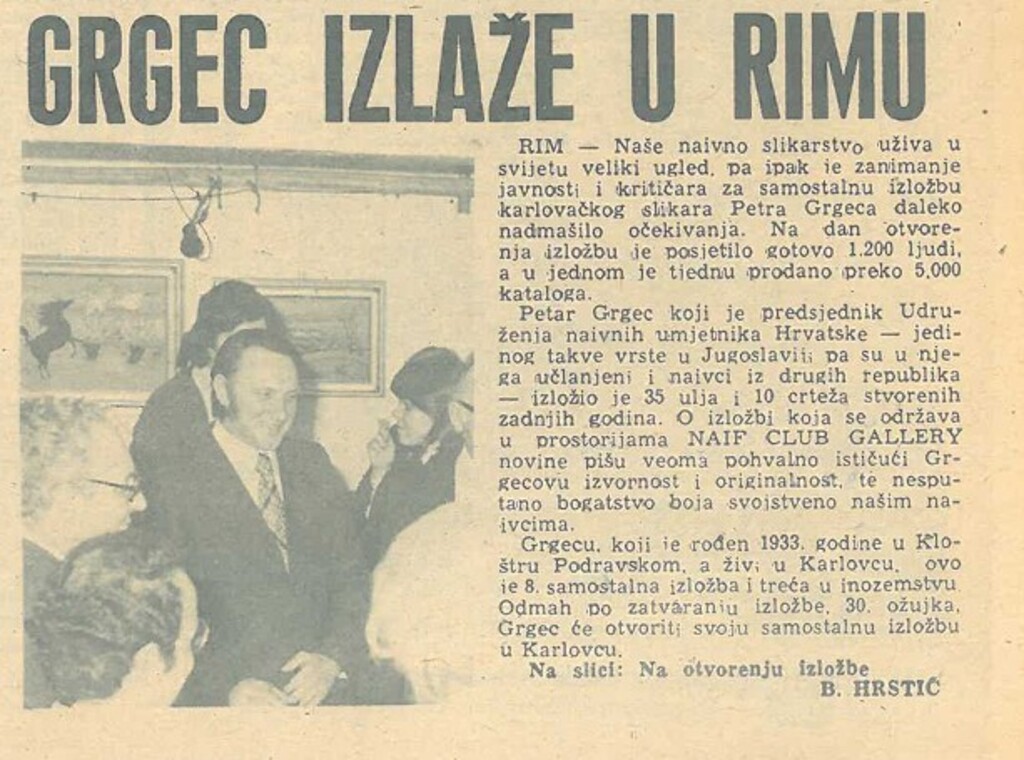 GRGEC IZLAŽE U RIMU
RIM — Naše naivno slikarstvo uživa u
svijetu veliki ugled, pa ipak je zanimanje
javnosti i kritičara za samostalnu izložbu
karlovačkog slikara Petra Grgeca daleko
nadmašilo očekivanja. Na dan otvore-
nja izložbu je posjetilo gotovo 1.200 ljudi,
a u jednom je tjednu prodano preko 5.000
kataloga.
Petar Grgec koji je predsjednik Udru-
ženja naivnih umjetnika Hrvatske — jedi-
nog takve vrste u Jugoslaviji pa su u nje-
ga učlanjeni i naivci iz drugih republika
— izložio je 35 ulja i 10 crteža stvorenih
zadnjih godina. O izložbi koja se održava
u prostorijama NAIF CLUB GALLERY
novine pišu veoma pohvalno ističući Gr-
gecovu izvornost i originalnost, te nespu-
tano bogatstvo boja svojstveno našim na-
ivcima.
Grgecu, koji je rođen 1933. godine u Klo-
štru Podravskom, a živi u Karlovcu, ovo
je 8. samostalna izložba i treća u inozemstvu.
Odmah po zatvaranju izložbe, 30. ožujka,
Grgec će otvoriti svoju samostalnu izložbu
u Karlovcu.
Na slici: Na otvorenju izložbe
B. HRSTIĆ